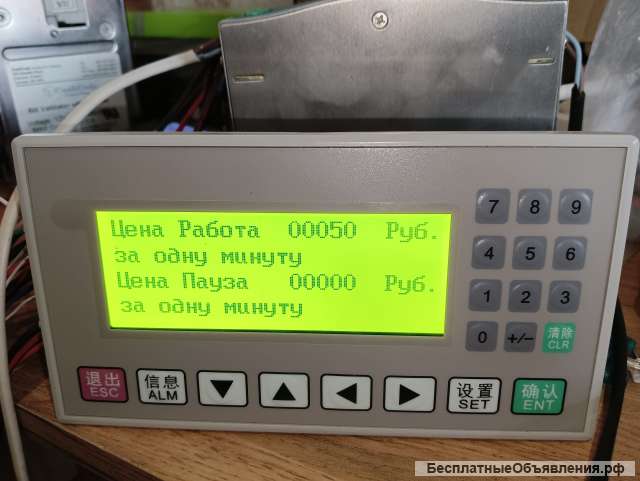 Цена Работа 00050 Руб.
за одну минуту
Цена Пауза 00000 Руб.
за одну минуту
7 8 9
4 5 6
1 2 3
0 +/- 清除 CLR
退出 ESC
信息 ALM
设置 SET
确认 ENT
БесплатныеОбъявления.рф